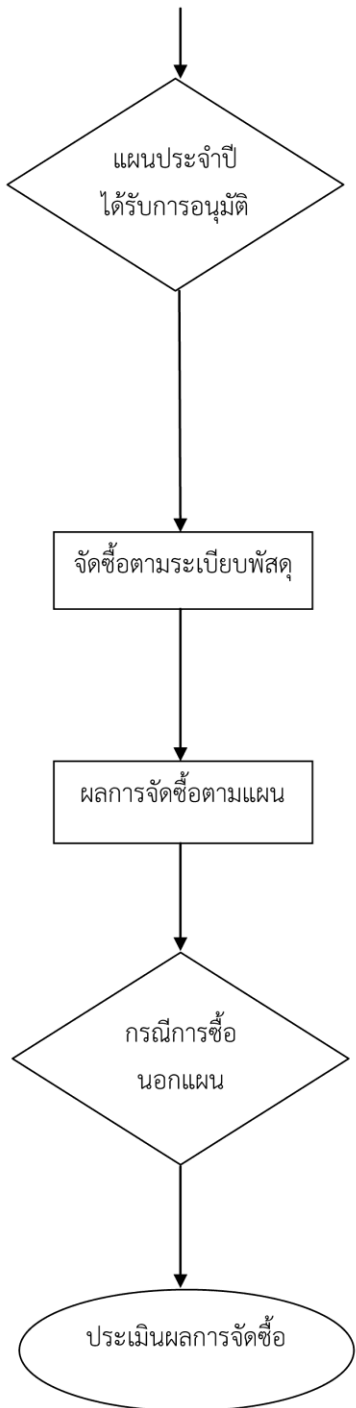 แผนประจำปี
ได้รับการอนุมัติ
จัดซื้อตามระเบียบพัสดุ
ผลการจัดซื้อตามแผน
กรณีการซื้อ
นอกแผน
ประเมินผลการจัดซื้อ